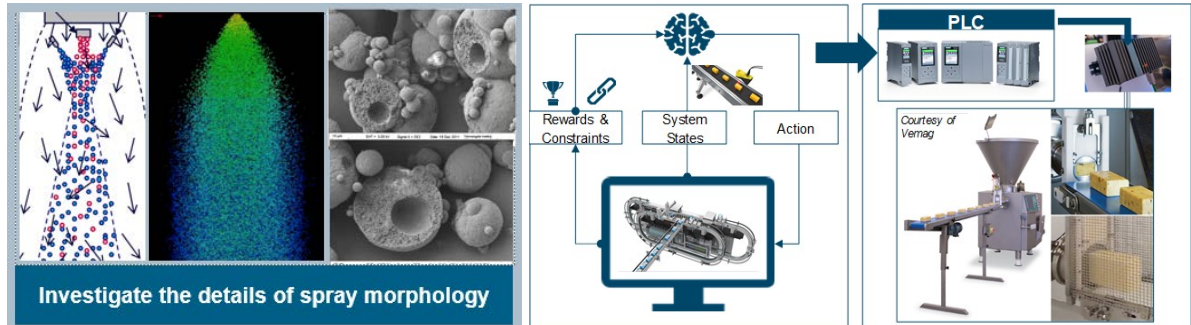 Investigate the details of spray morphology
Rewards &
Constraints
System
States
Action
PLC
Courtesy of
Vemag